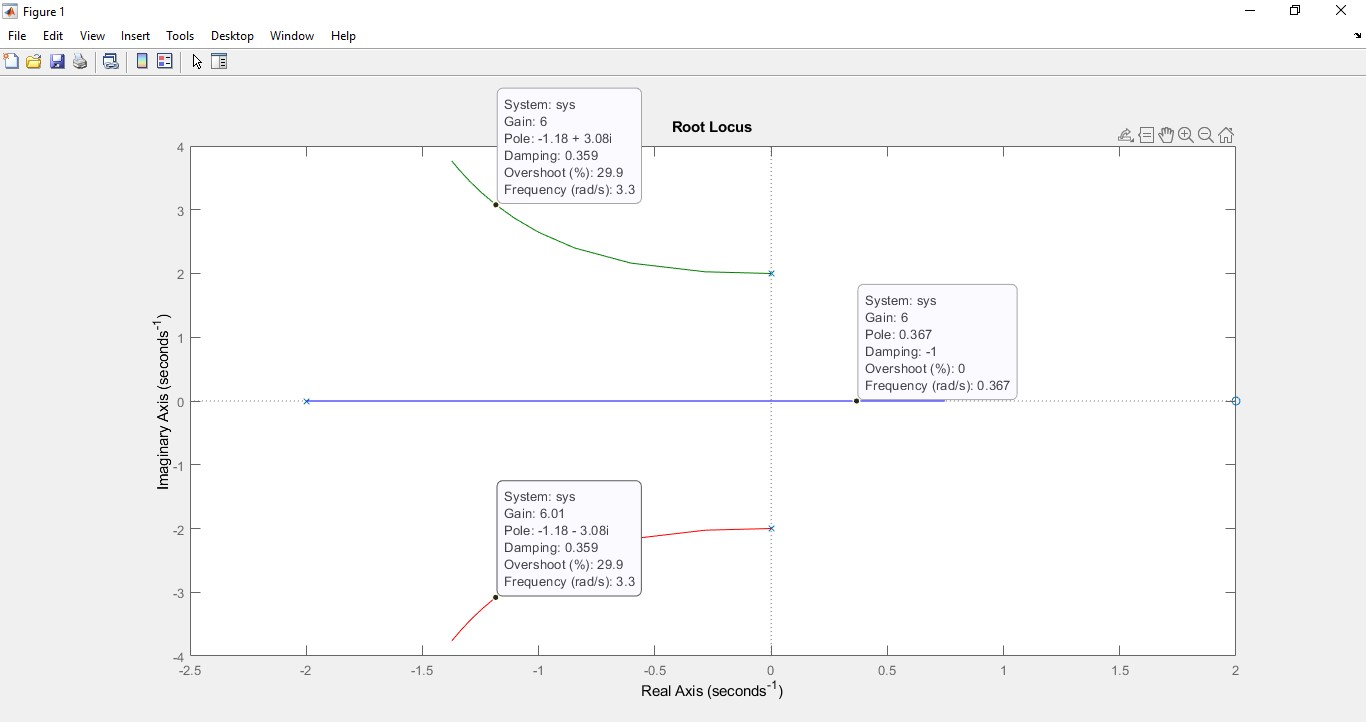 Figure 1
File Edit View Insert Tools Desktop Window Help
Root Locus
System: sys
Gain: 6
Pole: -1.18 + 3.08i
Damping: 0.359
Overshoot (%): 29.9
Frequency (rad/s): 3.3
System: sys
Gain: 6
Pole: 0.367
Damping: -1
Overshoot (%): 0
Frequency (rad/s): 0.367
System: sys
Gain: 6.01
Pole: -1.18 - 3.08i
Damping: 0.359
Overshoot (%): 29.9
Frequency (rad/s): 3.3
Imaginary Axis (seconds⁻¹)
4
3
2
1
0
-1
-2
-3
-4
-2.5 -2 -1.5 -1 -0.5 0 0.5 1 1.5 2
Real Axis (seconds⁻¹)